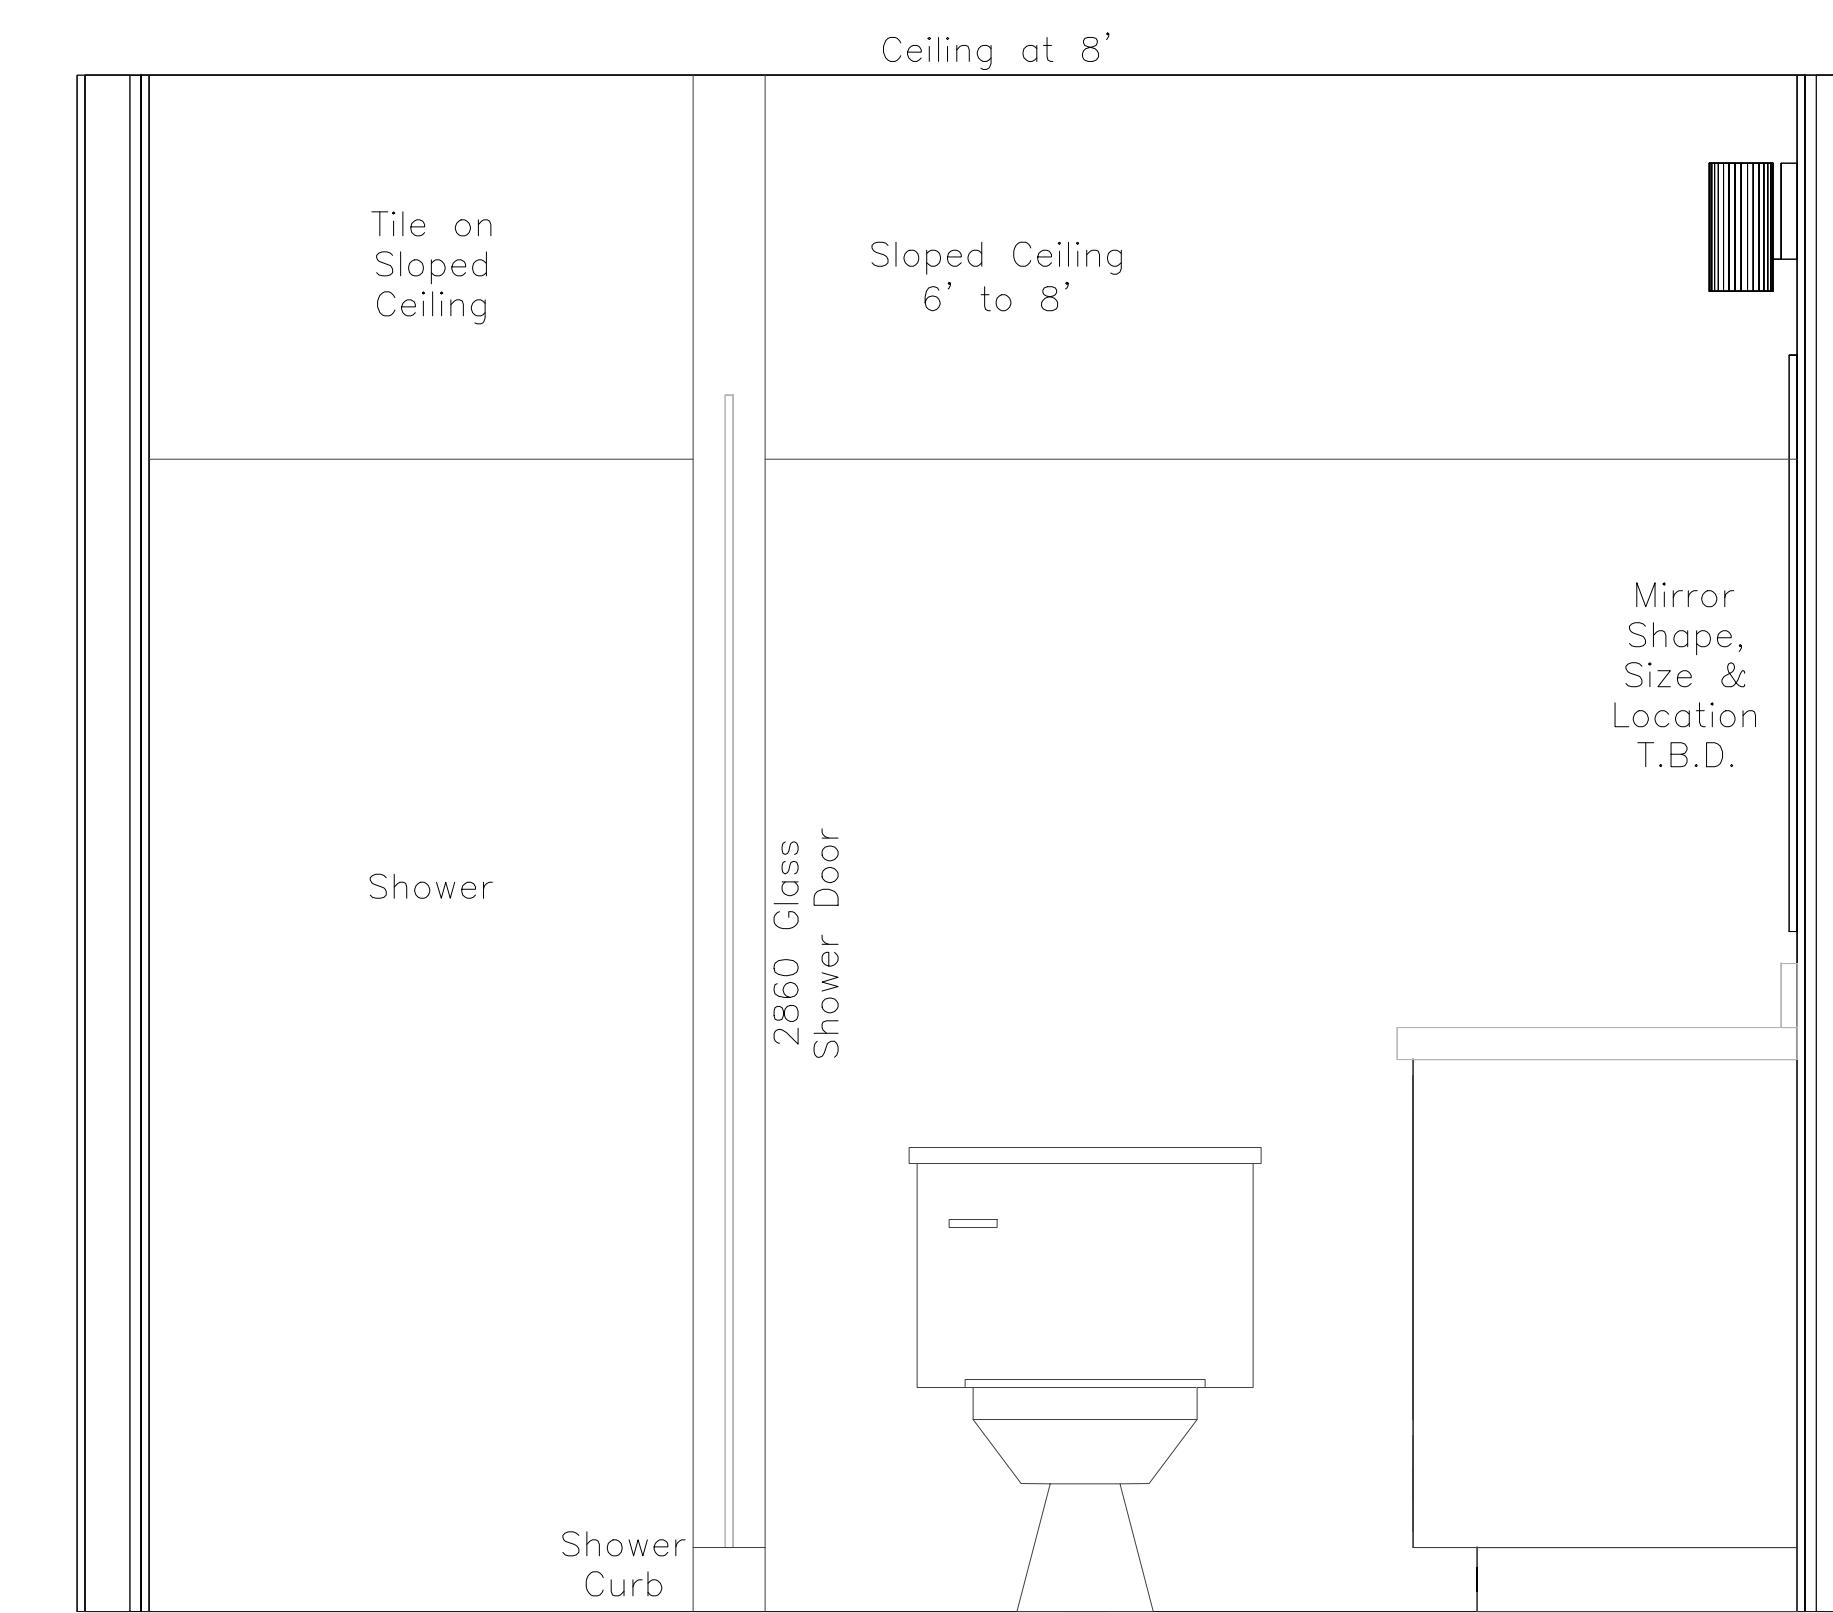 Ceiling at 8'
Tile on
Sloped
Ceiling
Sloped Ceiling
6' to 8'
Mirror
Shape,
Size &
Location
T.B.D.
Shower
2860 Glass
Shower Door
Shower
Curb